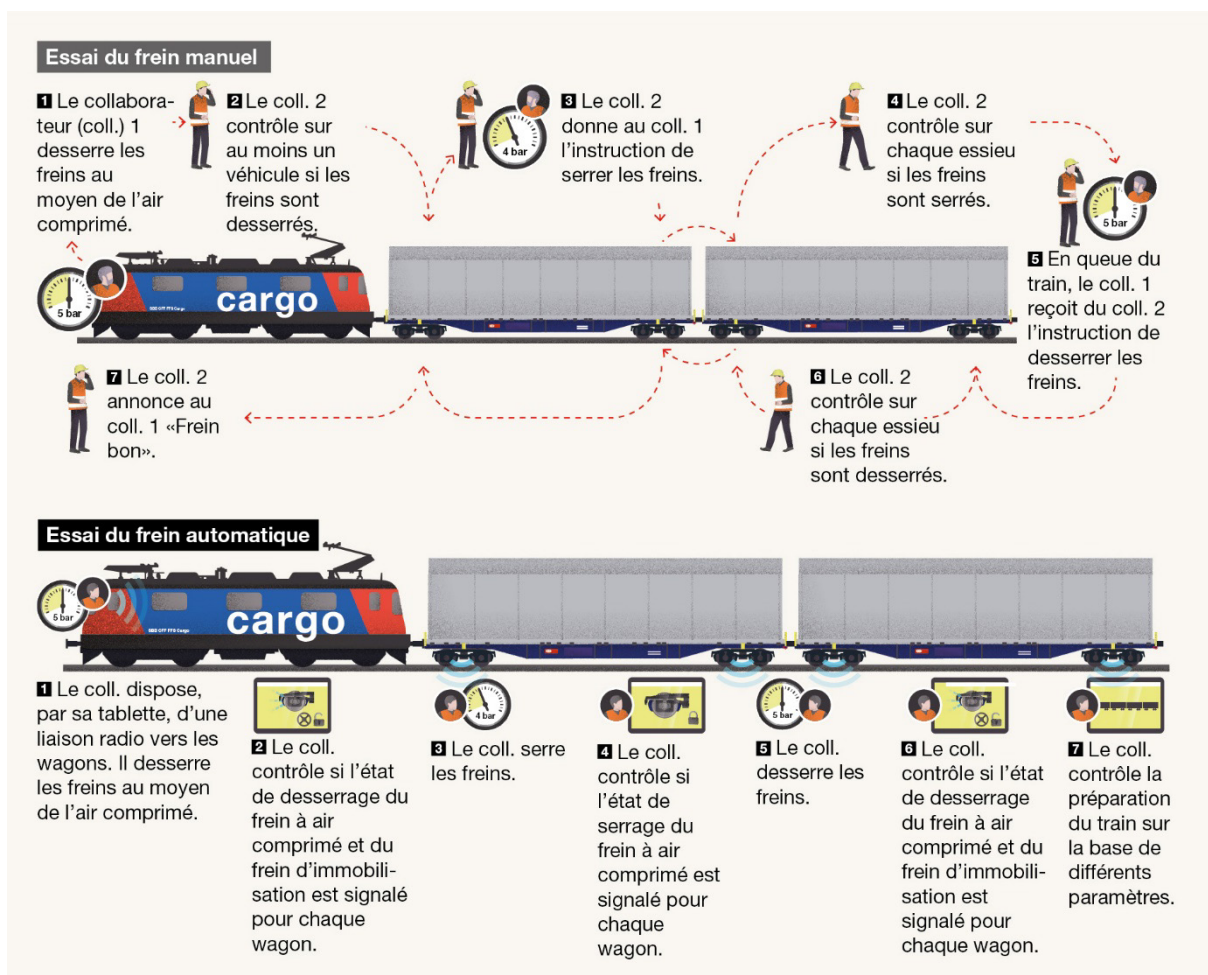 Essai du frein manuel
1 Le collabora-
teur (coll.) 1
desserre les
freins au
moyen de l'air
comprimé.
2 Le coll. 2
contrôle sur
au moins un
véhicule si les
freins sont
desserrés.
4 bar
3 Le coll. 2
donne au coll. 1
l'instruction de
serrer les freins.
4 Le coll. 2
contrôle sur
chaque essieu
si les freins
sont serrés.
5 bar
5 En queue du
train, le coll. 1
reçoit du coll. 2
l'instruction de
desserrer les
freins.
5 bar
cargo
SBB CFF FFS Cargo
7 Le coll. 2
annonce au
coll. 1 «Frein
bon».
6 Le coll. 2
contrôle sur
chaque essieu
si les freins
sont desserrés.
Essai du frein automatique
5 bar
cargo
SBB CFF FFS Cargo
1 Le coll. dispose,
par sa tablette, d'une
liaison radio vers les
wagons. Il desserre
les freins au moyen
de l'air comprimé.
2 Le coll.
contrôle si l'état
de desserrage du
frein à air
comprimé et du
frein d'immobili-
sation est signalé
pour chaque
wagon.
4 bar
3 Le coll. serre
les freins.
4 Le coll.
contrôle si
l'état de
serrage du
frein à air
comprimé est
signalé pour
chaque
wagon.
5 bar
5 Le coll.
desserre les
freins.
6 Le coll.
contrôle si l'état
de desserrage
du frein à air
comprimé et du
frein d'immobili-
sation est
signalé pour
chaque wagon.
7 Le coll.
contrôle la
préparation
du train sur
la base de
différents
paramètres.